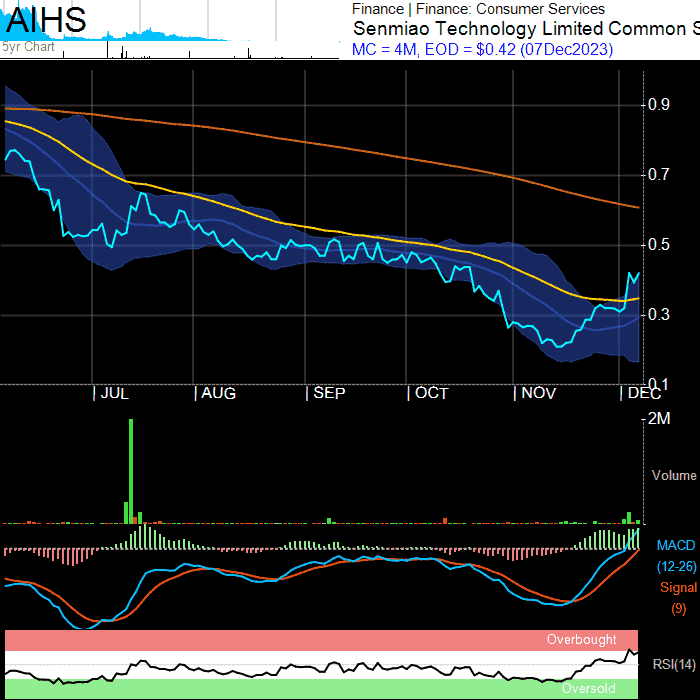 AIHS
5yr Chart
Finance | Finance: Consumer Services
Senmiao Technology Limited Common S
MC = 4M, EOD = $0.42 (07Dec2023)
0.9
0.7
0.5
0.3
0.1
JUL AUG SEP OCT NOV DEC
2M
Volume
MACD
(12-26)
Signal
(9)
Overbought
RSI(14)
Oversold